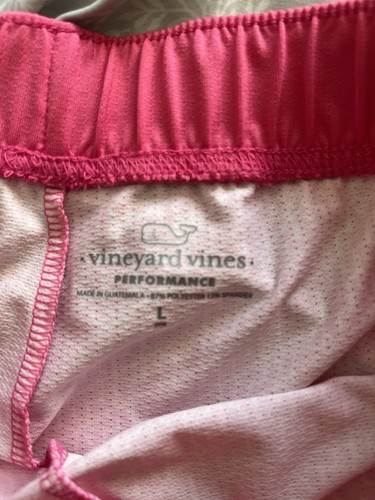 vineyard vines
PERFORMANCE
MADE IN GUATEMALA • 87% POLYESTER 13% SPANDEX
L